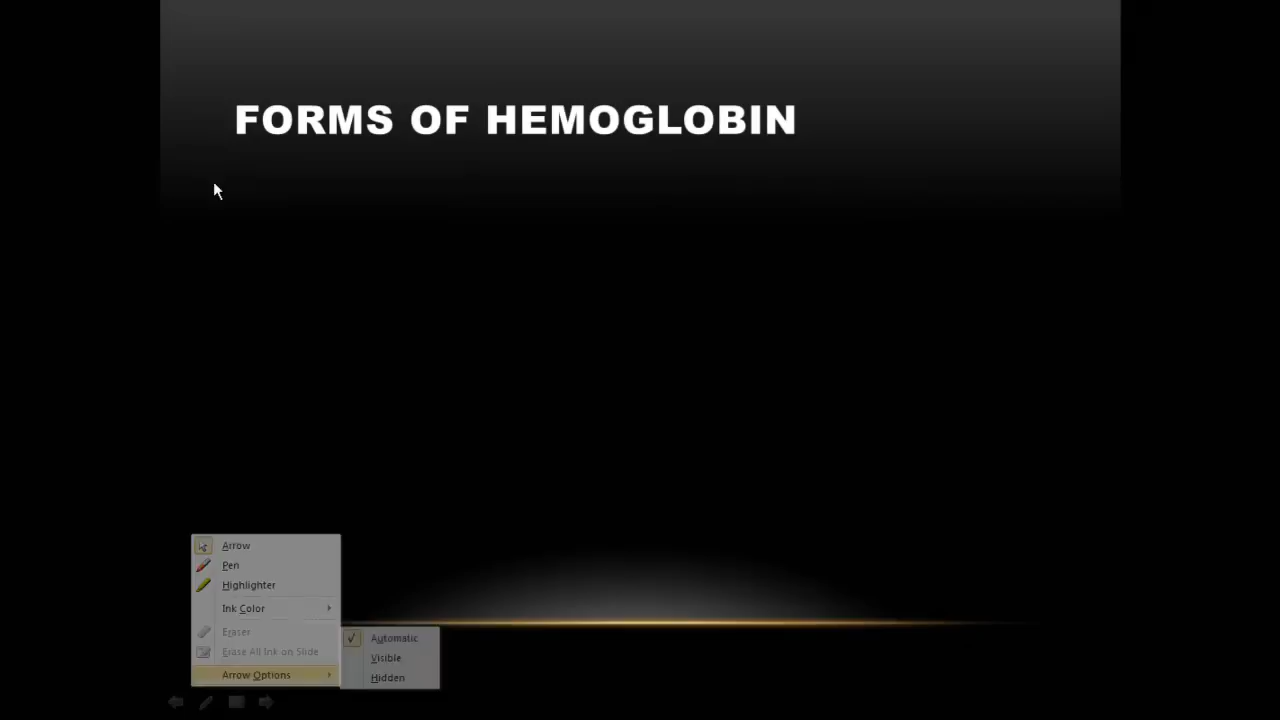 FORMS OF HEMOGLOBIN
Arrow
Pen
Highlighter
Ink Color
Eraser
Erase All Ink on Slide
Arrow Options
Automatic
Visible
Hidden